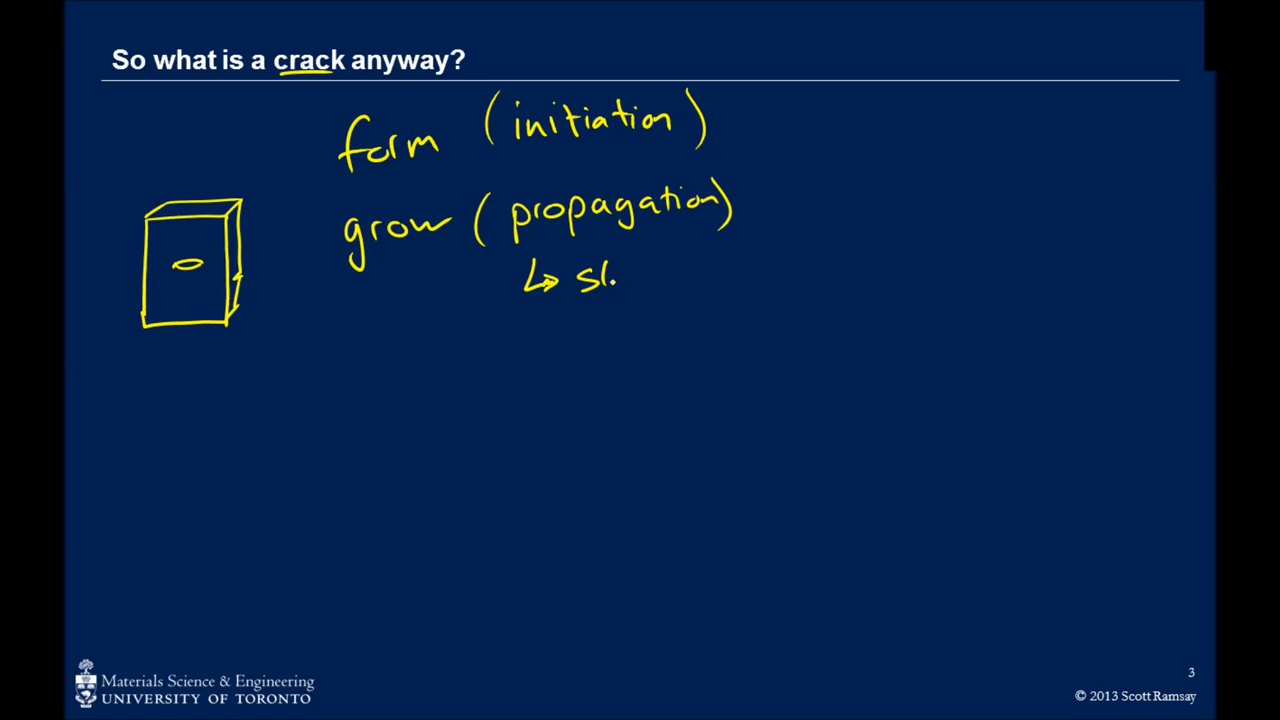 So what is a crack anyway?
form (initiation)
grow (propagation)
↳ sl
3
Materials Science & Engineering
UNIVERSITY OF TORONTO
© 2013 Scott Ramsay